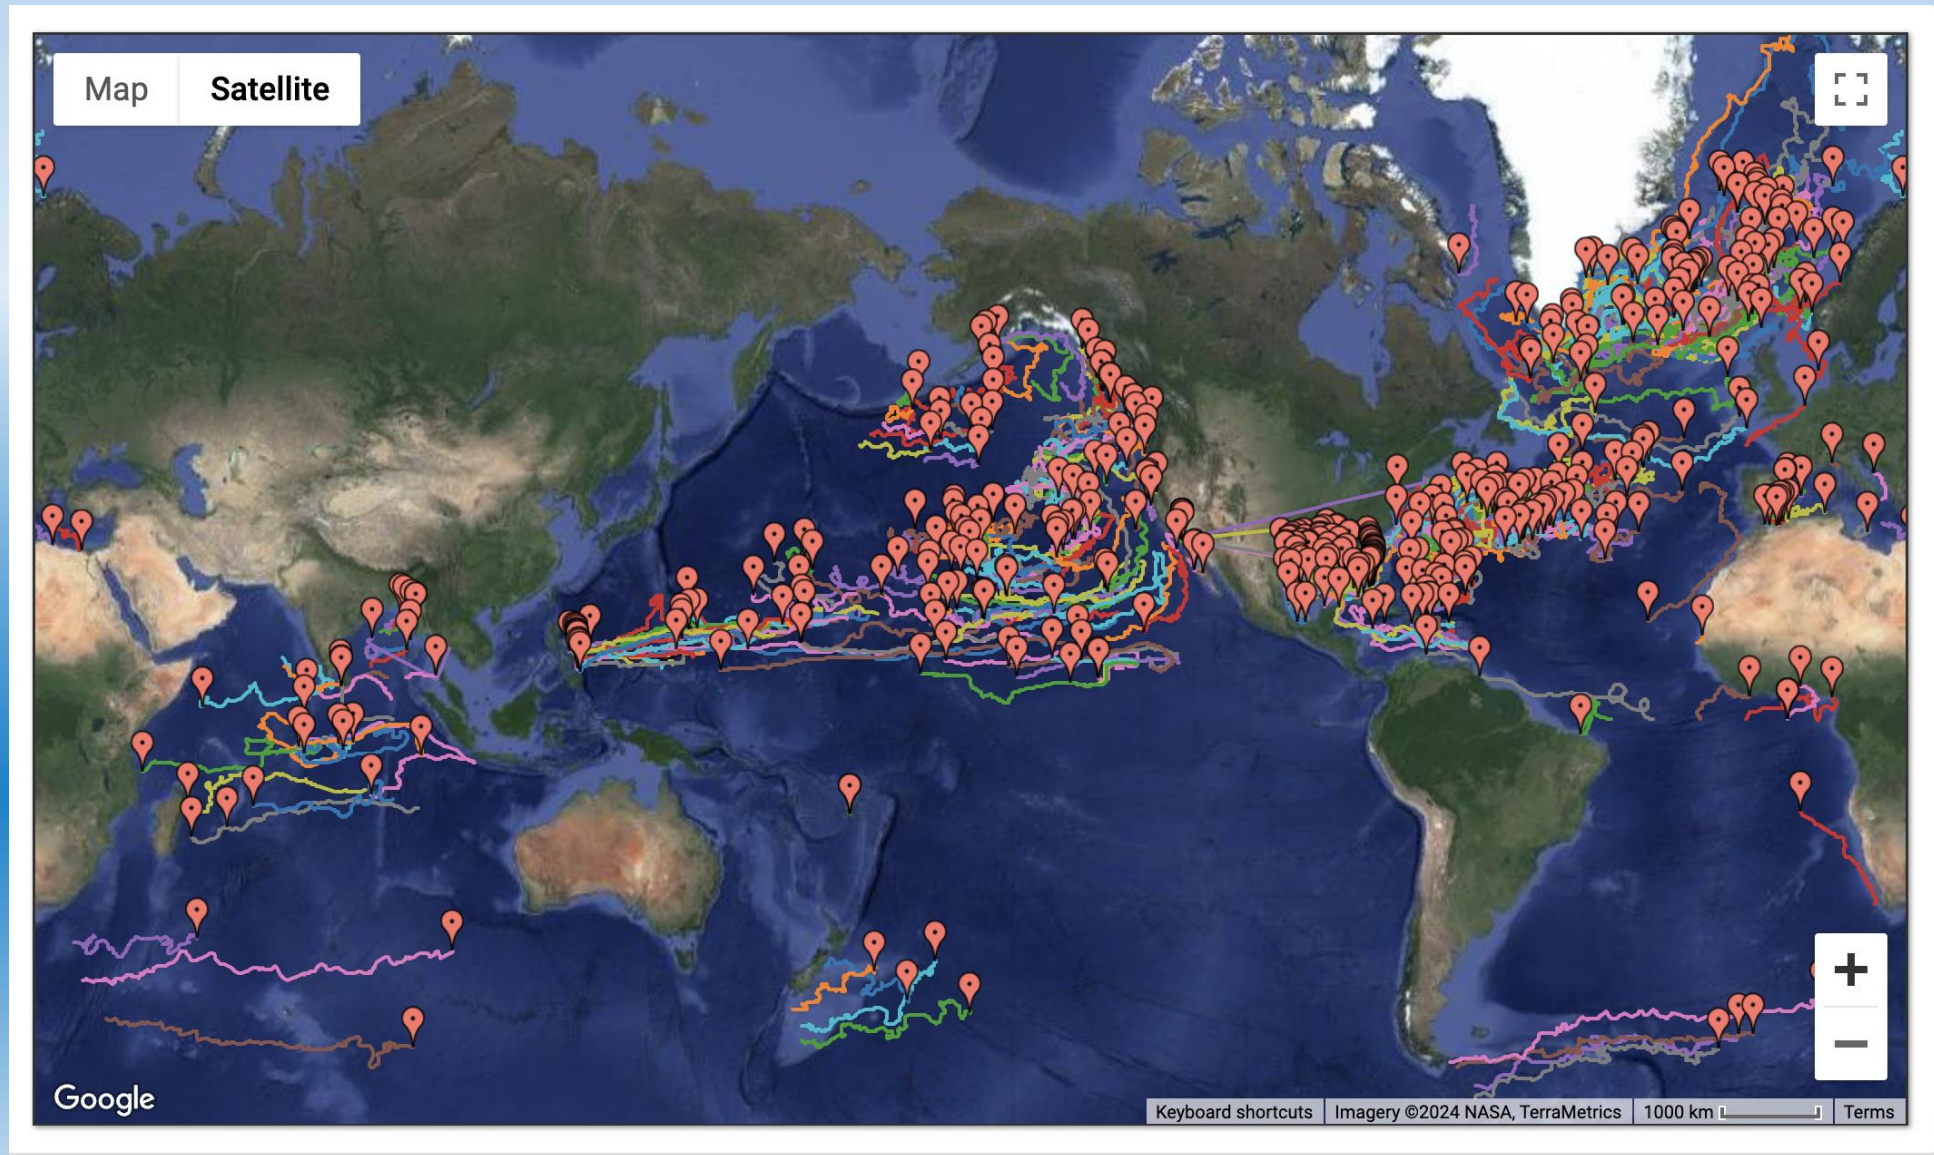 Map
Satellite
Google
Keyboard shortcuts
Imagery ©2024 NASA, TerraMetrics
1000 km
Terms